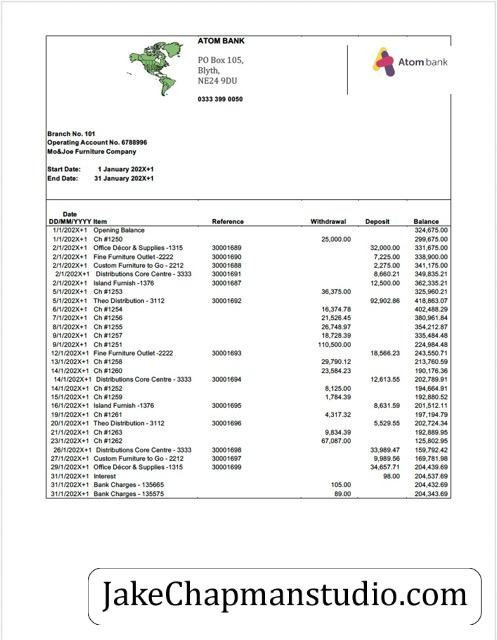 ATOM BANK
PO Box 105,
Blyth,
NE24 9DU
0333 399 0050
Atom bank
Branch No. 101
Operating Account No. 6788996
Mo&Joe Furniture Company
Start Date: 1 January 202X+1
End Date: 31 January 202X+1
Date
DD/MM/YYYY Item Reference Withdrawal Deposit Balance
1/1/202X+1 Opening Balance 324,675.00
1/1/202X+1 Ch #1250 25,000.00 299,675.00
2/1/202X+1 Office Décor & Supplies -1315 30001689 32,000.00 331,675.00
2/1/202X+1 Fine Furniture Outlet -2222 30001690 7,225.00 338,900.00
2/1/202X+1 Custom Furniture to Go - 2212 30001688 2,275.00 341,175.00
2/1/202X+1 Distributions Core Centre - 3333 30001691 8,660.21 349,835.21
2/1/202X+1 Island Furnish -1376 30001687 12,500.00 362,335.21
5/1/202X+1 Ch #1253 36,375.00 325,960.21
5/1/202X+1 Theo Distribution - 3112 30001692 92,902.86 418,863.07
6/1/202X+1 Ch #1254 16,374.78 402,488.29
7/1/202X+1 Ch #1256 21,526.45 380,961.84
8/1/202X+1 Ch #1255 26,748.97 354,212.87
9/1/202X+1 Ch #1257 18,728.39 335,484.48
9/1/202X+1 Ch #1251 110,500.00 224,984.48
12/1/202X+1 Fine Furniture Outlet -2222 30001693 18,566.23 243,550.71
13/1/202X+1 Ch #1258 29,790.12 213,760.59
14/1/202X+1 Ch #1260 23,584.23 190,176.36
14/1/202X+1 Distributions Core Centre - 3333 30001694 12,613.55 202,789.91
14/1/202X+1 Ch #1252 8,125.00 194,664.91
15/1/202X+1 Ch #1259 1,784.39 192,880.52
16/1/202X+1 Island Furnish -1376 30001695 8,631.59 201,512.11
19/1/202X+1 Ch #1261 4,317.32 197,194.79
20/1/202X+1 Theo Distribution - 3112 30001696 5,529.55 202,724.34
21/1/202X+1 Ch #1263 9,834.39 192,889.95
23/1/202X+1 Ch #1262 67,087.00 125,802.95
26/1/202X+1 Distributions Core Centre - 3333 30001698 33,989.47 159,792.42
27/1/202X+1 Custom Furniture to Go - 2212 30001697 9,989.56 169,781.98
29/1/202X+1 Office Décor & Supplies -1315 30001699 34,657.71 204,439.69
31/1/202X+1 Interest 98.00 204,537.69
31/1/202X+1 Bank Charges - 135665 105.00 204,432.69
31/1/202X+1 Bank Charges - 135575 89.00 204,343.69
JakeChapmanstudio.com